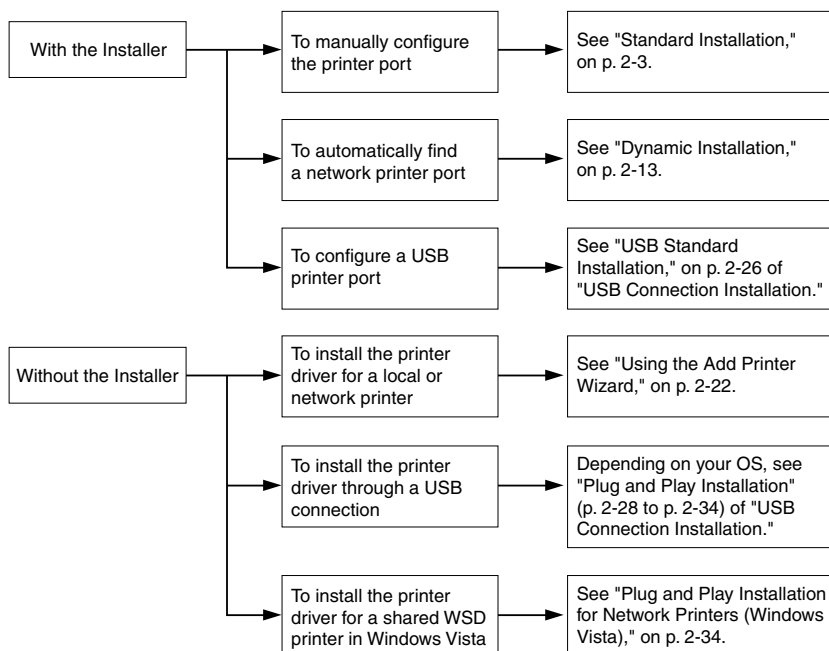 With the Installer
To manually configure
the printer port
See "Standard Installation,"
on p. 2-3.
To automatically find
a network printer port
See "Dynamic Installation,"
on p. 2-13.
To configure a USB
printer port
See "USB Standard
Installation," on p. 2-26 of
"USB Connection Installation."
Without the Installer
To install the printer
driver for a local or
network printer
See "Using the Add Printer
Wizard," on p. 2-22.
To install the printer
driver through a USB
connection
Depending on your OS, see
"Plug and Play Installation"
(p. 2-28 to p. 2-34) of "USB
Connection Installation."
To install the printer
driver for a shared WSD
printer in Windows Vista
See "Plug and Play Installation
for Network Printers (Windows
Vista)," on p. 2-34.